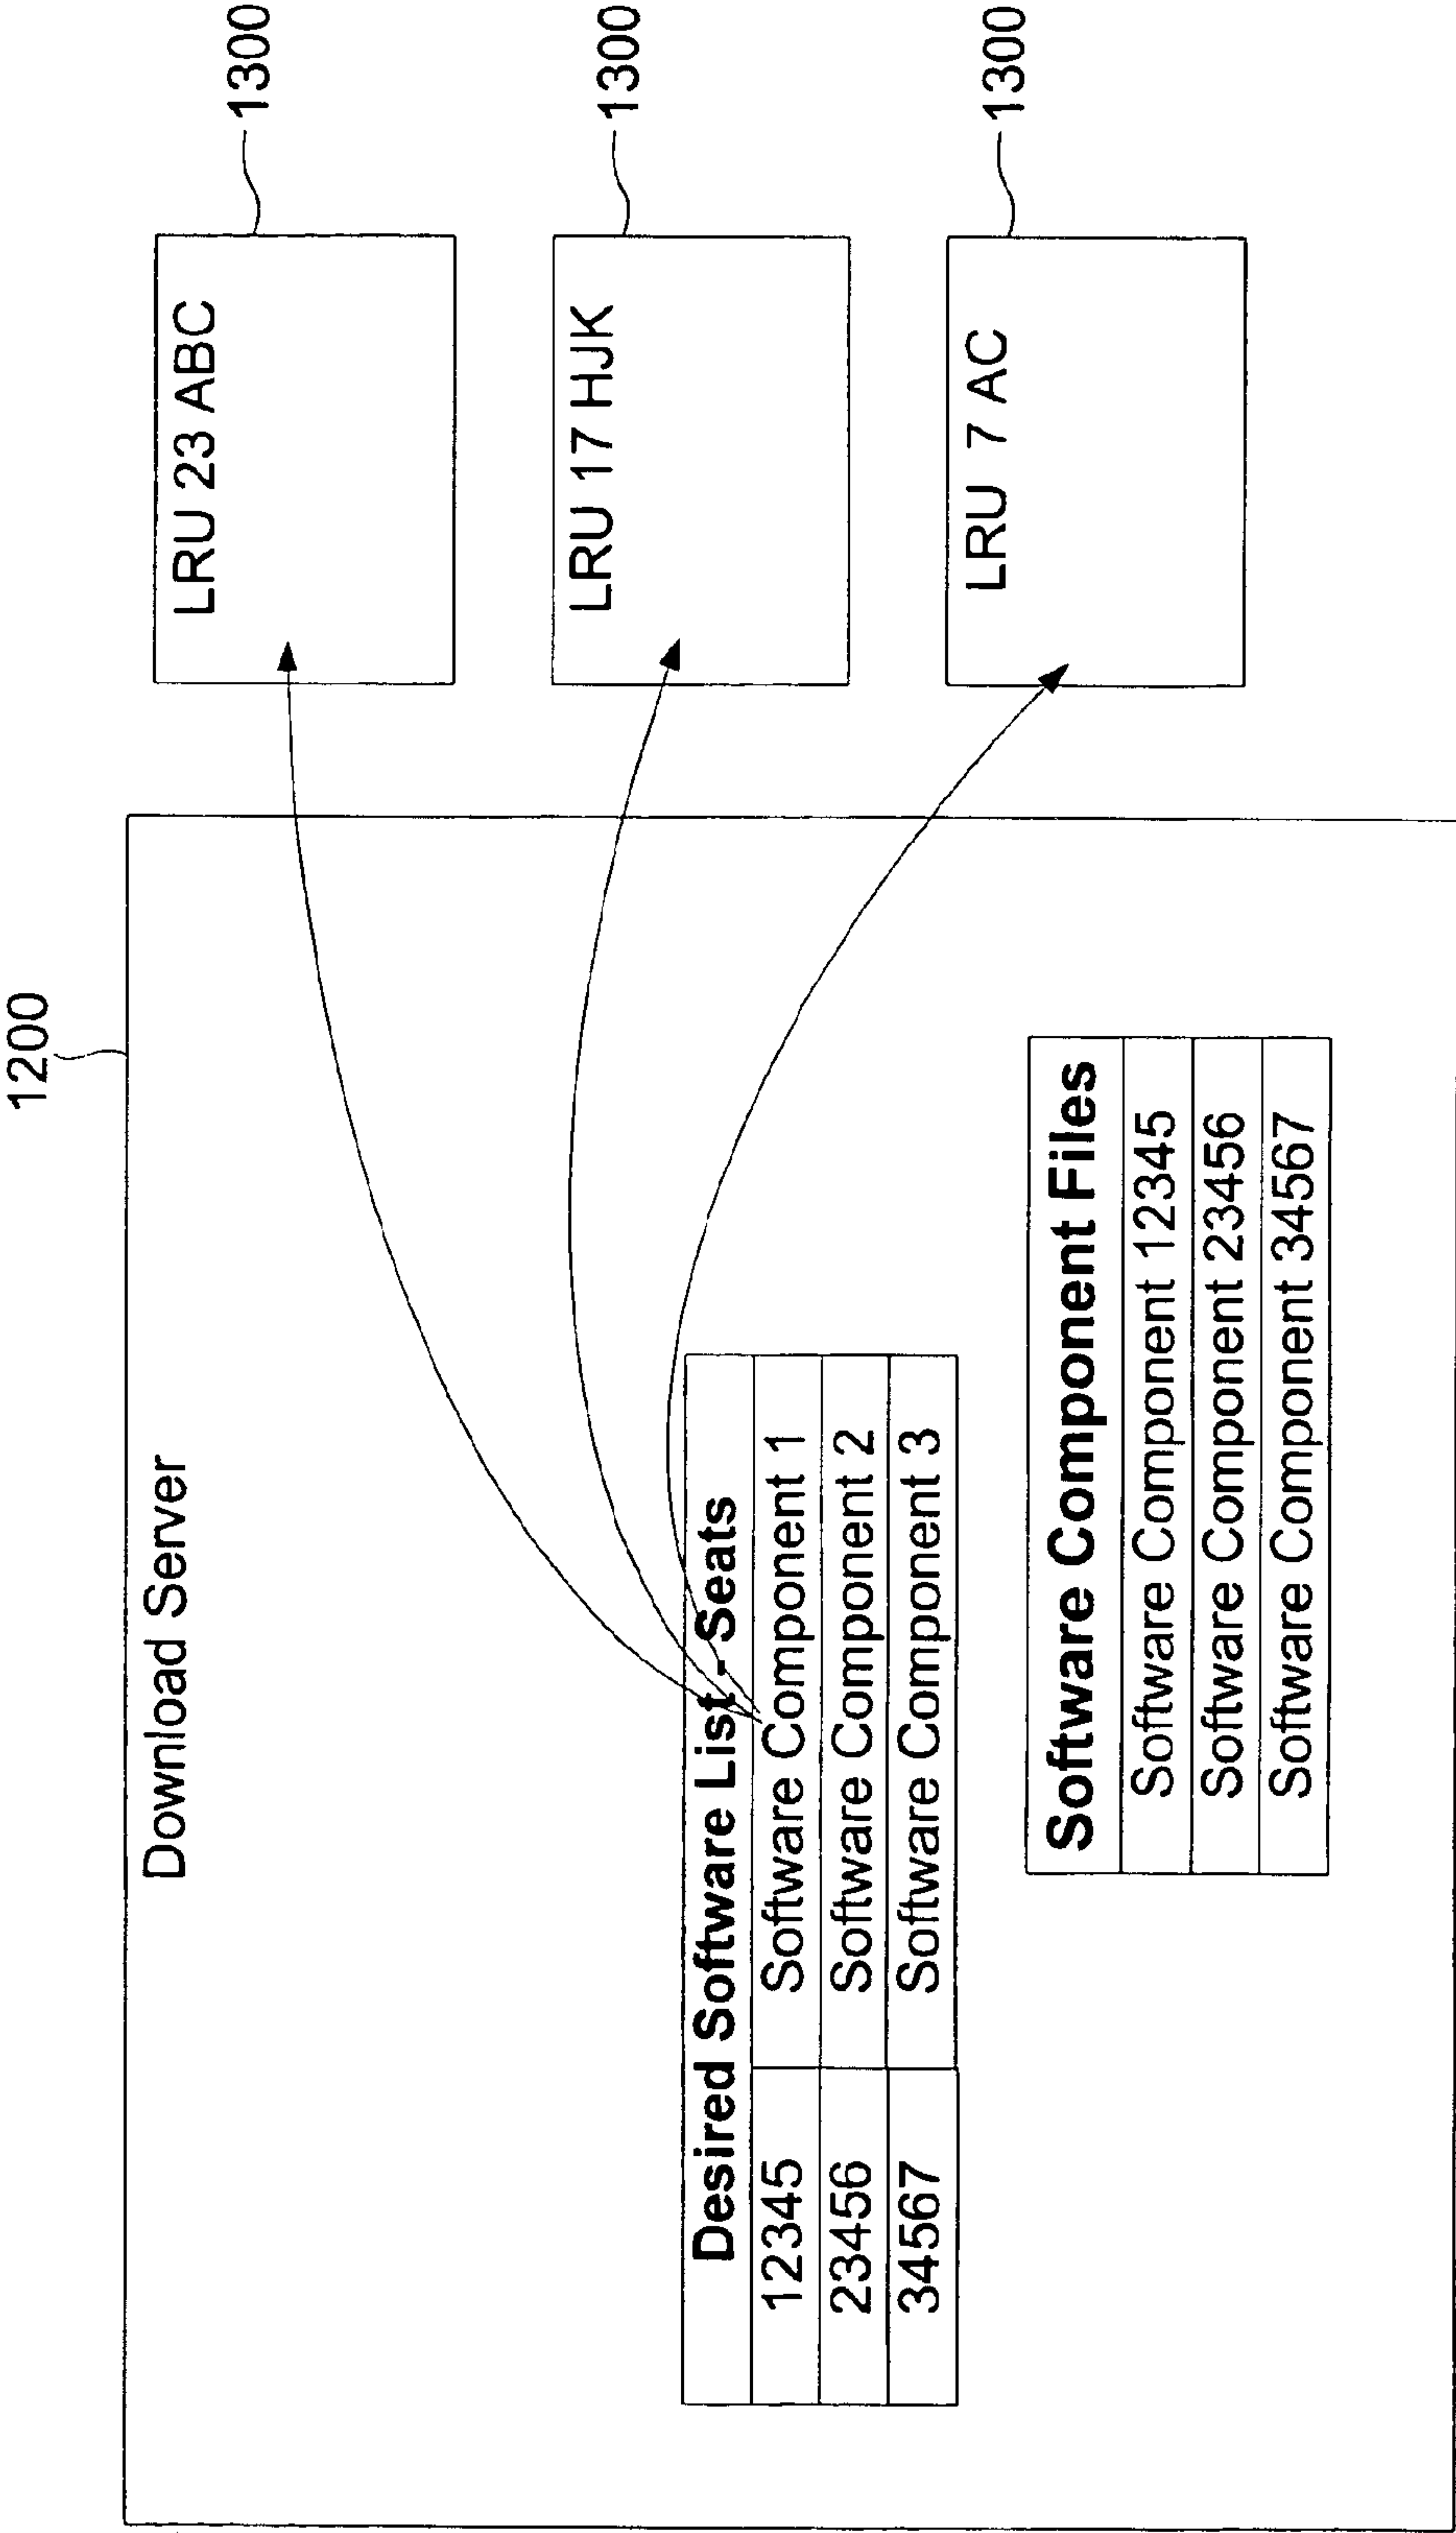 1200
Download Server
Desired Software List - Seats
12345 Software Component 1
23456 Software Component 2
34567 Software Component 3
Software Component Files
Software Component 12345
Software Component 23456
Software Component 34567
LRU 23 ABC
1300
LRU 17 HJK
1300
LRU 7 AC
1300